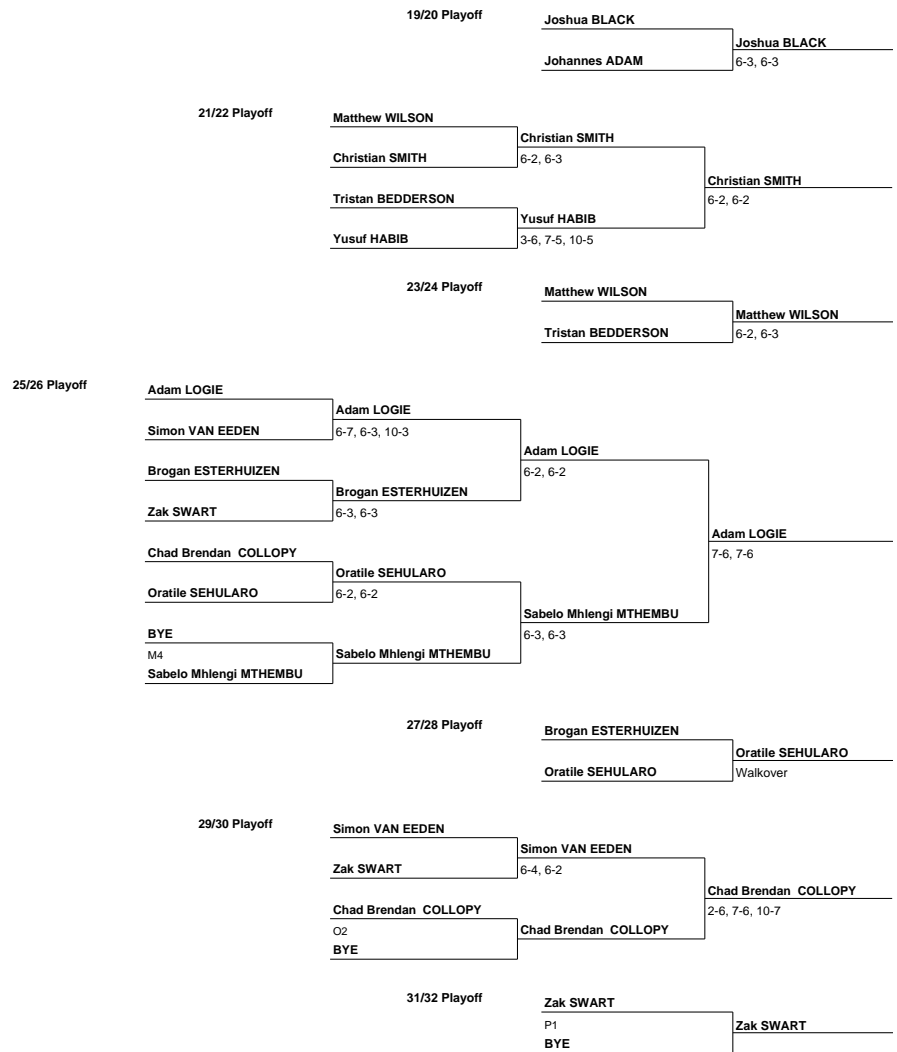 19/20 Playoff
Joshua BLACK
Joshua BLACK
Johannes ADAM
6-3, 6-3
21/22 Playoff
Matthew WILSON
Christian SMITH
Christian SMITH
6-2, 6-3
Christian SMITH
Tristan BEDDERSON
6-2, 6-2
Yusuf HABIB
Yusuf HABIB
3-6, 7-5, 10-5
23/24 Playoff
Matthew WILSON
Matthew WILSON
Tristan BEDDERSON
6-2, 6-3
25/26 Playoff
Adam LOGIE
Adam LOGIE
Simon VAN EEDEN
6-7, 6-3, 10-3
Adam LOGIE
Brogan ESTERHUIZEN
6-2, 6-2
Brogan ESTERHUIZEN
Zak SWART
6-3, 6-3
Adam LOGIE
Chad Brendan  COLLOPY
7-6, 7-6
Oratile SEHULARO
Oratile SEHULARO
6-2, 6-2
Sabelo Mhlengi MTHEMBU
BYE
6-3, 6-3
M4
Sabelo Mhlengi MTHEMBU
Sabelo Mhlengi MTHEMBU
27/28 Playoff
Brogan ESTERHUIZEN
Oratile SEHULARO
Oratile SEHULARO
Walkover
29/30 Playoff
Simon VAN EEDEN
Simon VAN EEDEN
Zak SWART
6-4, 6-2
Chad Brendan  COLLOPY
Chad Brendan  COLLOPY
2-6, 7-6, 10-7
O2
Chad Brendan  COLLOPY
BYE
31/32 Playoff
Zak SWART
P1
Zak SWART
BYE